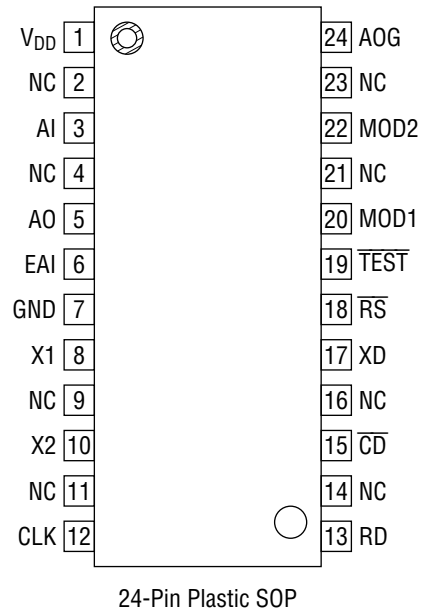 VDD 1 24 AOG
NC 2 23 NC
AI 3 22 MOD2
NC 4 21 NC
AO 5 20 MOD1
EAI 6 19 TEST
GND 7 18 RS
X1 8 17 XD
NC 9 16 NC
X2 10 15 CD
NC 11 14 NC
CLK 12 13 RD
24-Pin Plastic SOP